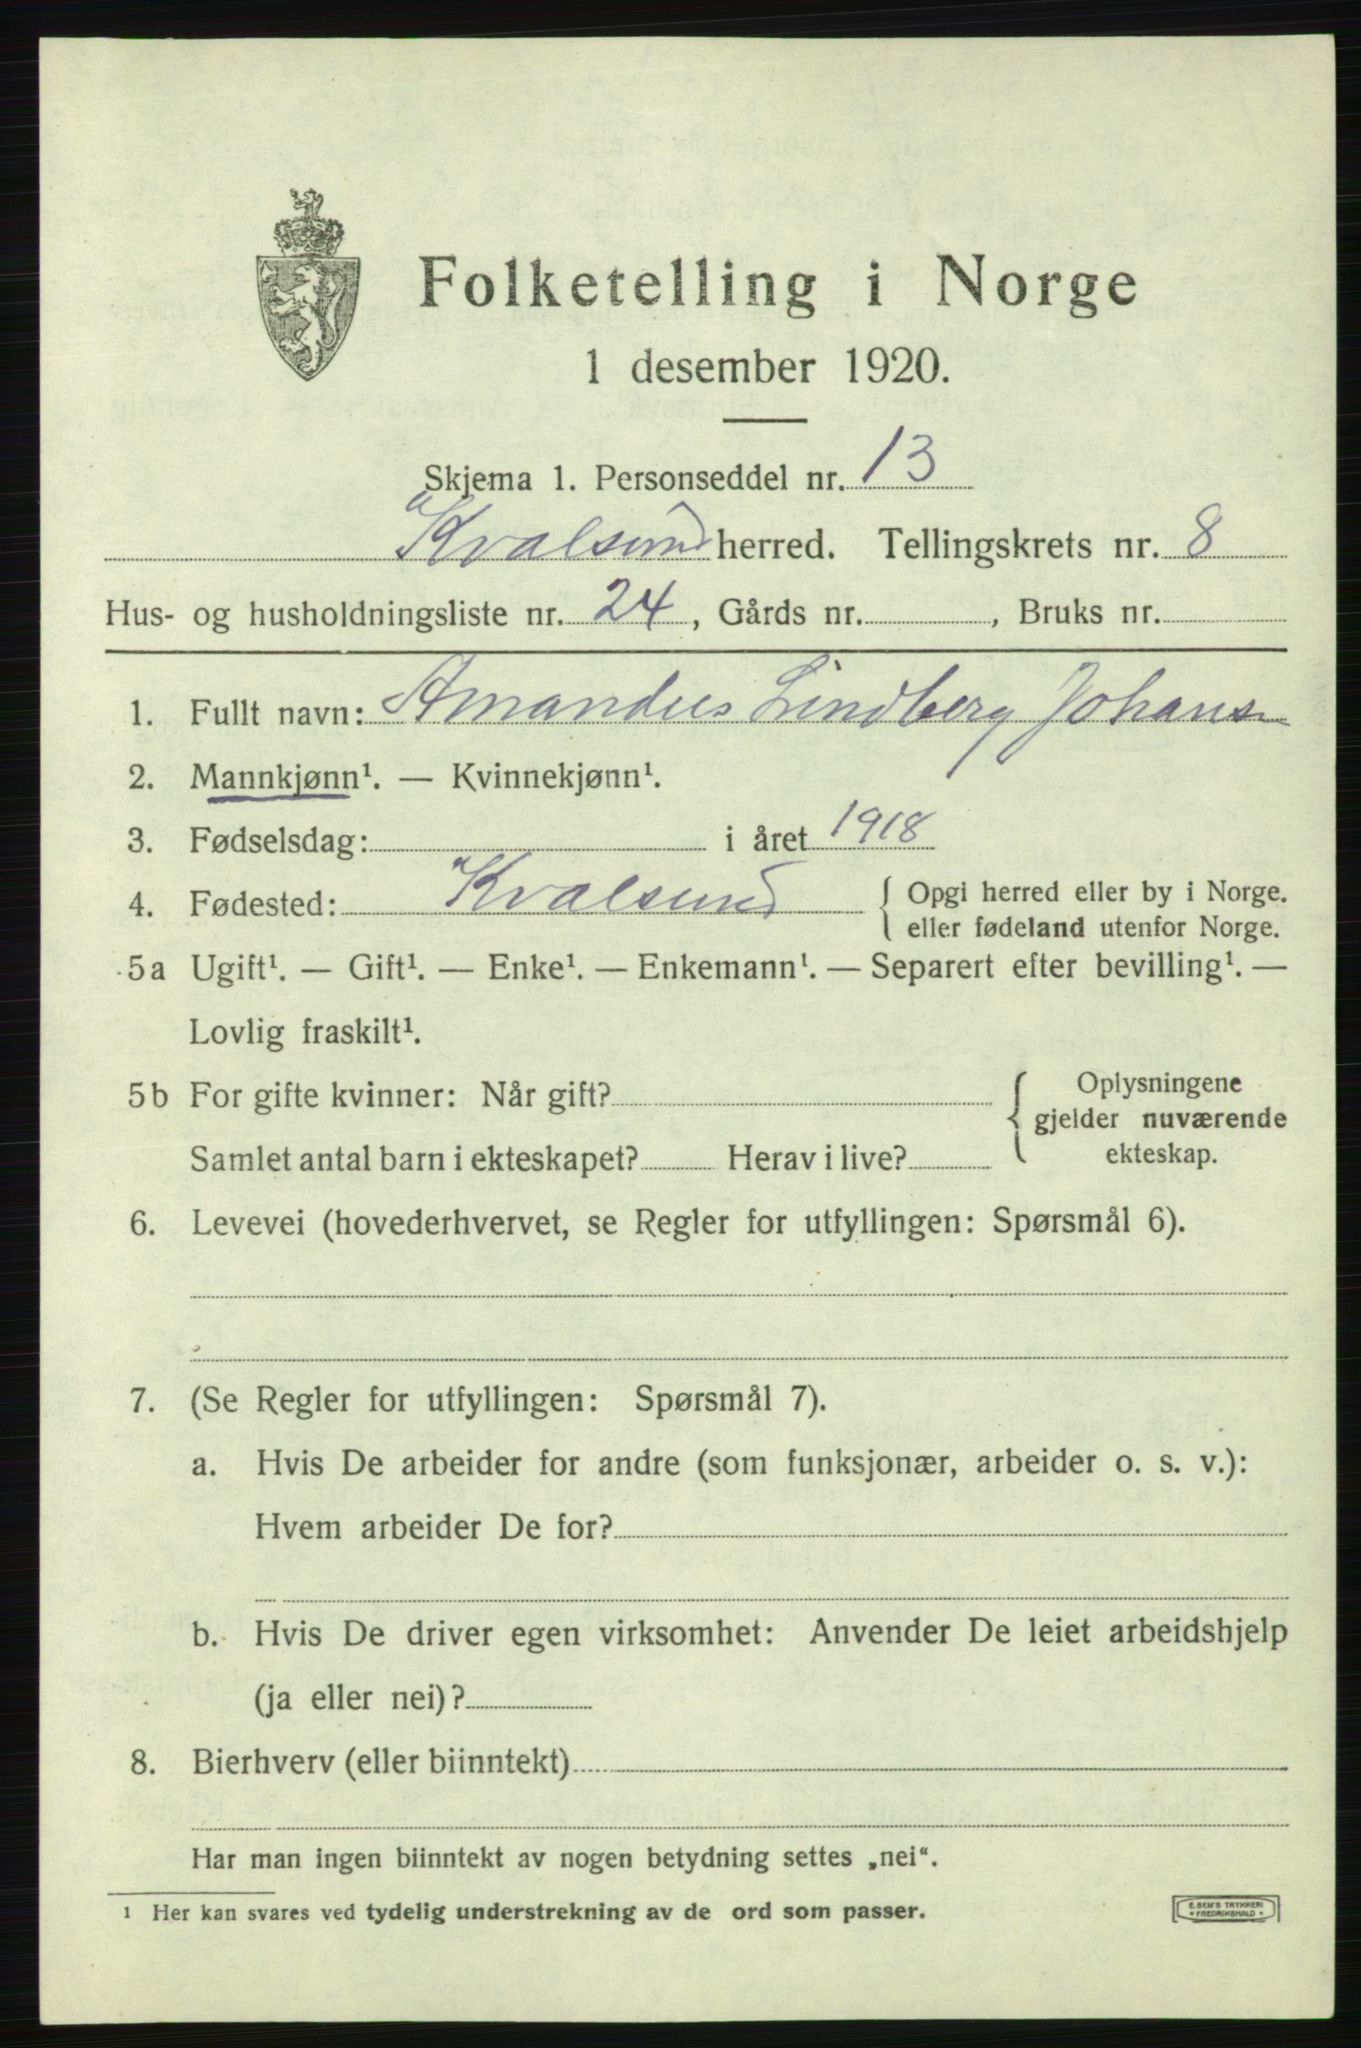 Folketelling i Norge
1 desember 1920.
Skjema 1. Personseddel nr. 13
Kvalsund herred. Tellingskrets nr. 8
Hus- og husholdningsliste nr. 24, Gårds nr. , Bruks nr.
1. Fullt navn: Amandus Lindberg Johans
2. Mannkjønn¹. — Kvinnekjønn¹.
3. Fødselsdag: i året 1918
4. Fødested: Kvalsund { Opgi herred eller by i Norge.
eller fødeland utenfor Norge.
5a Ugift¹. — Gift¹. — Enke¹. — Enkemann¹. — Separert efter bevilling¹. —
Lovlig fraskilt¹.
5b For gifte kvinner: Når gift? { Oplysningene
gjelder nuværende
Samlet antal barn i ekteskapet? Herav i live? ekteskap.
6. Levevei (hovederhvervet, se Regler for utfyllingen: Spørsmål 6).
7. (Se Regler for utfyllingen: Spørsmål 7).
a. Hvis De arbeider for andre (som funksjonær, arbeider o. s. v.):
Hvem arbeider De for?
b. Hvis De driver egen virksomhet: Anvender De leiet arbeidshjelp
(ja eller nei)?
8. Bierhverv (eller biinntekt)
Har man ingen biinntekt av nogen betydning settes „nei".
¹ Her kan svares ved tydelig understrekning av de ord som passer.
E. SEM'S TRYKKERI
• FREDRIKSHALD •